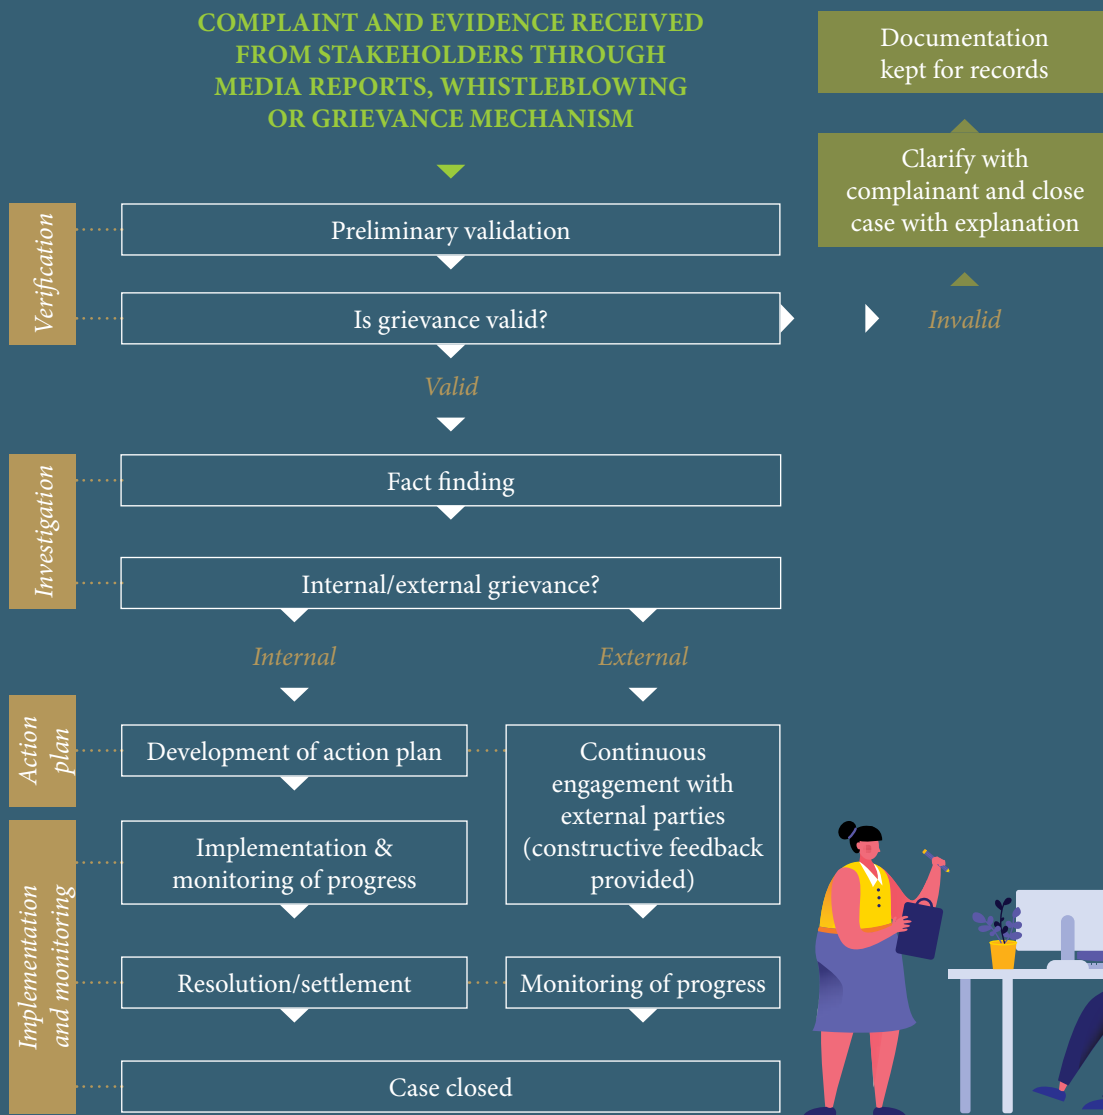 COMPLAINT AND EVIDENCE RECEIVED
FROM STAKEHOLDERS THROUGH
MEDIA REPORTS, WHISTLEBLOWING
OR GRIEVANCE MECHANISM
Documentation
kept for records
Clarify with
complainant and close
case with explanation
Verification
Preliminary validation
Is grievance valid?
Invalid
Valid
Investigation
Fact finding
Internal/external grievance?
Internal
External
Action
plan
Development of action plan
Continuous
engagement with
external parties
(constructive feedback
provided)
Implementation
and monitoring
Implementation &
monitoring of progress
Resolution/settlement
Monitoring of progress
Case closed